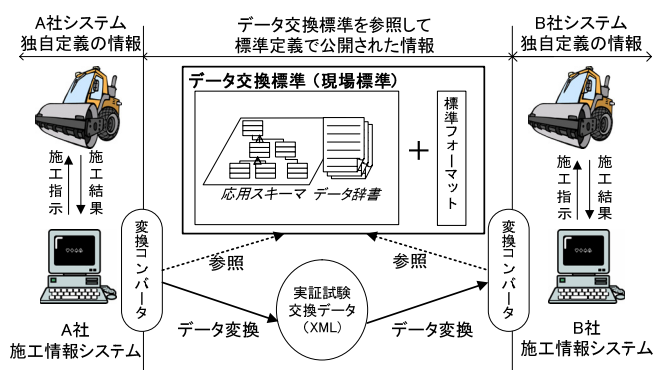 A社システム
独自定義の情報
データ交換標準を参照して
標準定義で公開された情報
B社システム
独自定義の情報
データ交換標準(現場標準)
応用スキーマ
データ辞書
+
標準フォーマット
施工指示
施工結果
施工指示
施工結果
変換コンバータ
変換コンバータ
参照
参照
実証試験
交換データ
(XML)
データ変換
データ変換
A社
施工情報システム
B社
施工情報システム